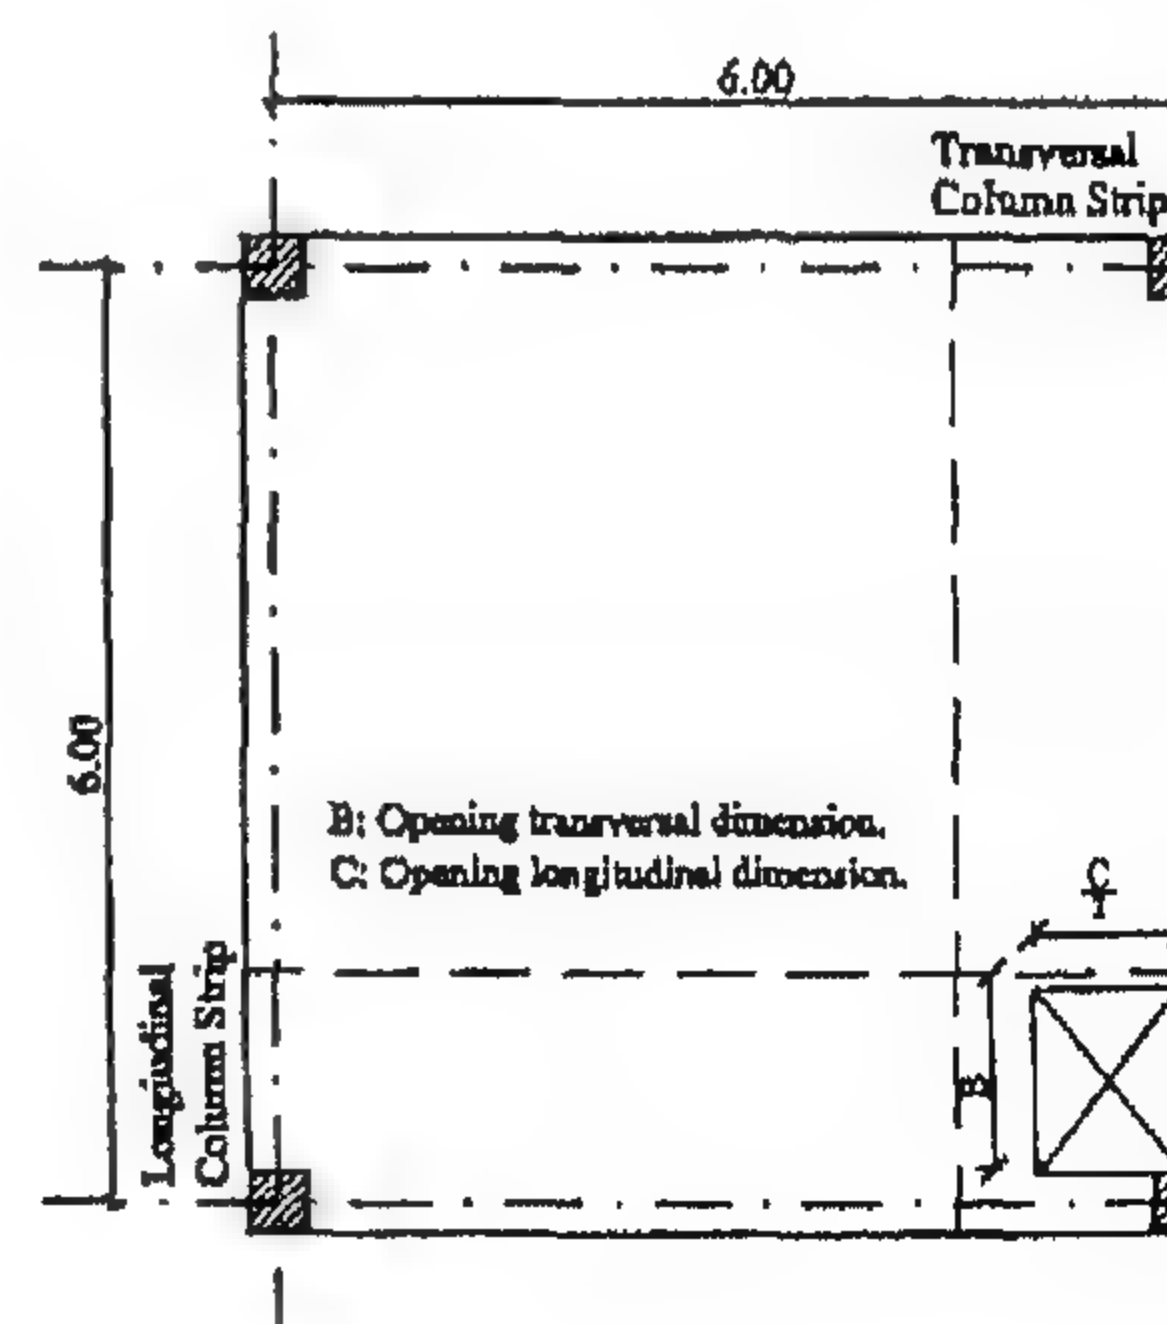 6.00
Transversal
Column Strip
6.00
B: Opening transversal dimension.
C: Opening longitudinal dimension.
C
Longitudinal
Column Strip
B